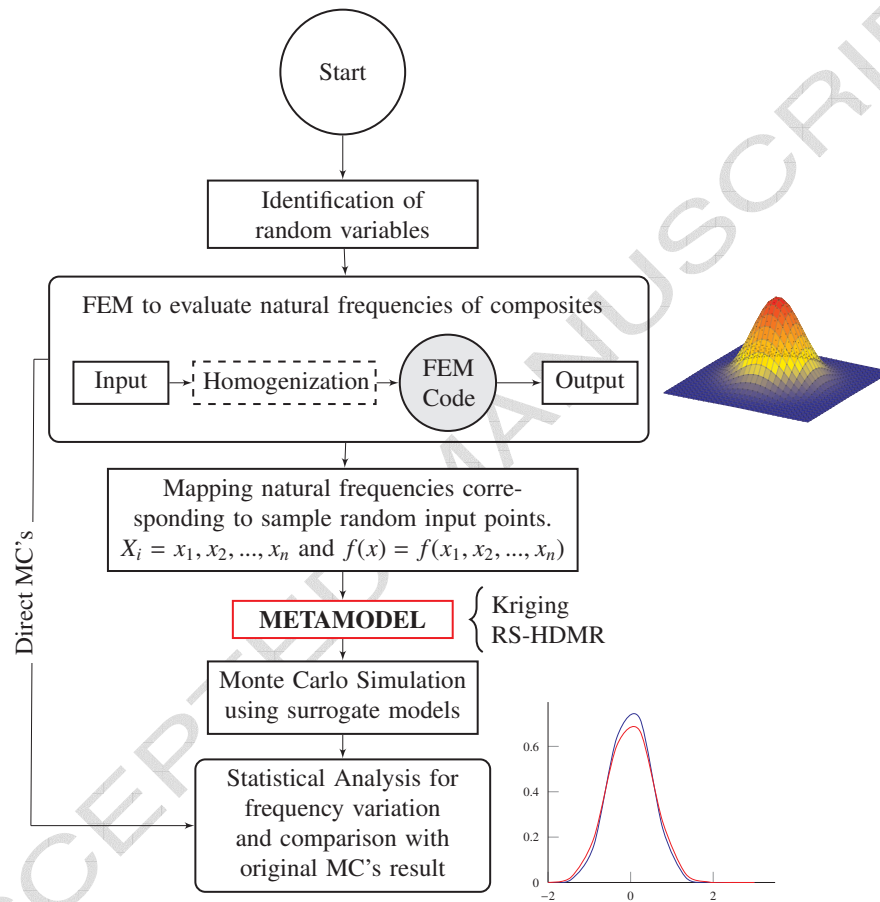 Start
Identification of
random variables
FEM to evaluate natural frequencies of composites
Input
Homogenization
FEM
Code
Output
Mapping natural frequencies corre-
sponding to sample random input points.
X_i = x_1, x_2, ..., x_n and f(x) = f(x_1, x_2, ..., x_n)
METAMODEL
Kriging
RS-HDMR
Monte Carlo Simulation
using surrogate models
Statistical Analysis for
frequency variation
and comparison with
original MC's result
Direct MC's
0.6
0.4
0.2
0
−2
0
2
CEPTED MANUSCRI